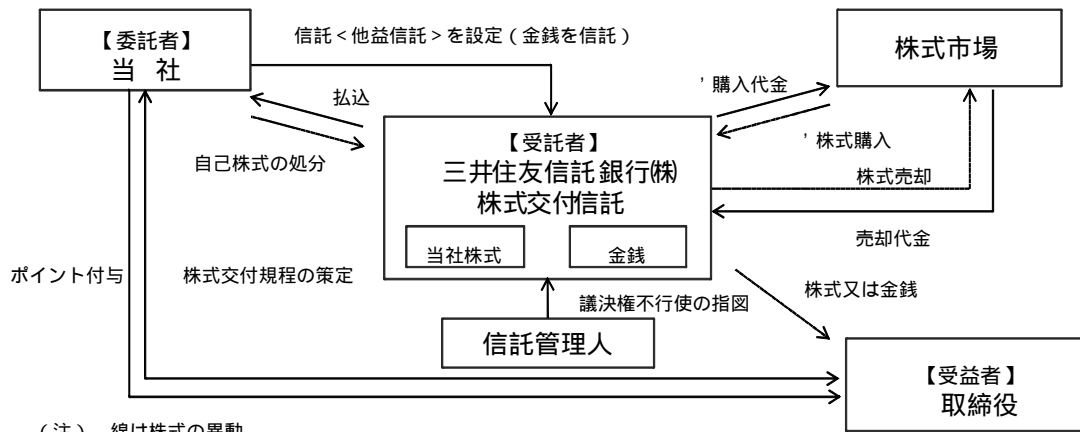 【委託者】
当 社
信託<他益信託>を設定(金銭を信託)
株式市場
払込
自己株式の処分
’購入代金
’株式購入
【受託者】
三井住友信託銀行㈱
株式交付信託
当社株式
金銭
株式売却
売却代金
ポイント付与
株式交付規程の策定
議決権不行使の指図
株式又は金銭
信託管理人
【受益者】
取締役
(注) 線は株式の異動